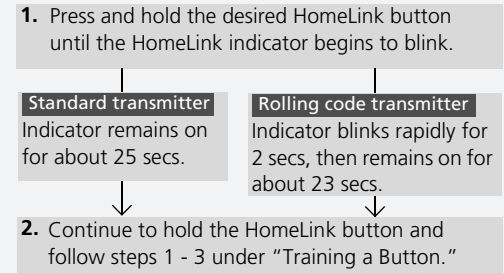 1. Press and hold the desired HomeLink button
until the HomeLink indicator begins to blink.
Standard transmitter
Indicator remains on
for about 25 secs.
Rolling code transmitter
Indicator blinks rapidly for
2 secs, then remains on for
about 23 secs.
2. Continue to hold the HomeLink button and
follow steps 1 - 3 under “Training a Button.”